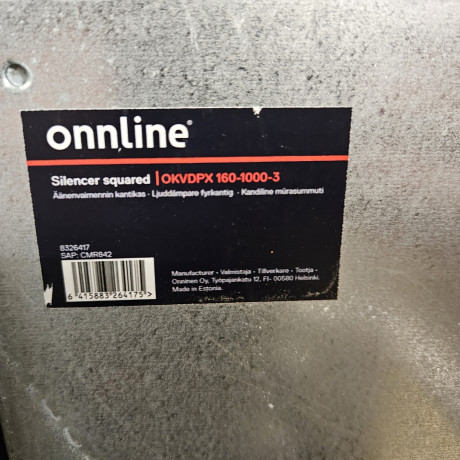 onnline®
Silencer squared | OKVDPX 160-1000-3
Äänenvaimennin kantikas · Ljuddämpare fyrkantig · Kandiline mürasummuti
8326417
SAP: CMR842
6 415883 264175 >
Manufacturer · Valmistaja · Tillverkare · Tootja ·
Onninen Oy, Työpajankatu 12, FI- 00580 Helsinki.
Made in Estonia.